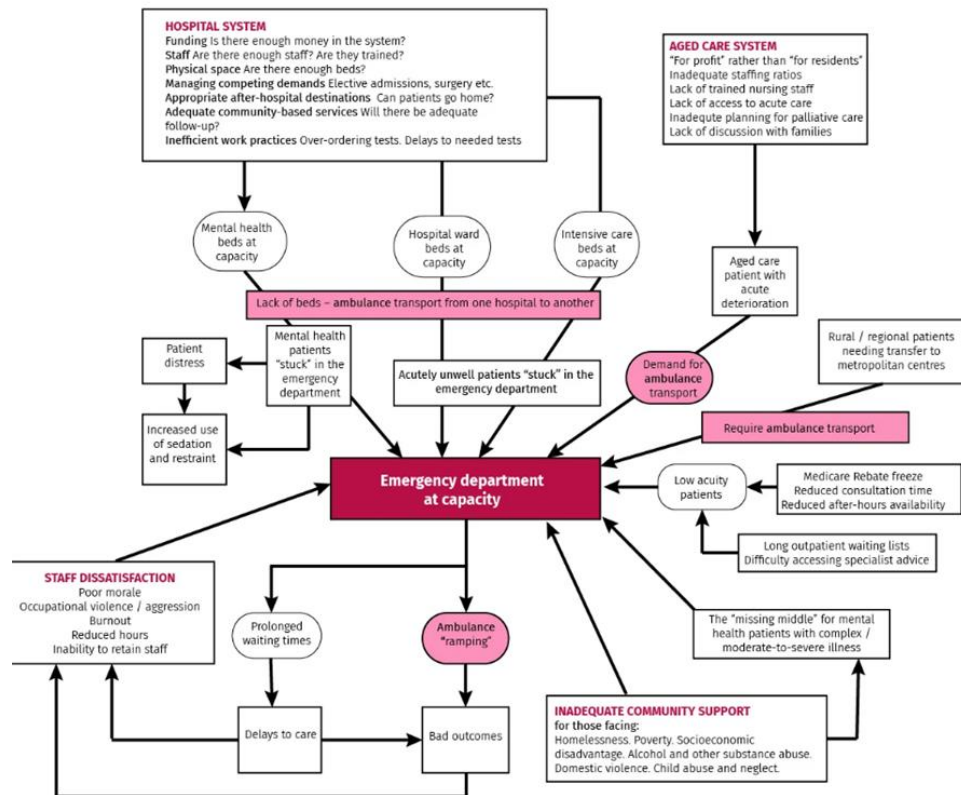 HOSPITAL SYSTEM
Funding Is there enough money in the system?
Staff Are there enough staff? Are they trained?
Physical space Are there enough beds?
Managing competing demands Elective admissions, surgery etc.
Appropriate after-hospital destinations Can patients go home?
Adequate community-based services Will there be adequate
follow-up?
Inefficient work practices Over-ordering tests. Delays to needed tests
AGED CARE SYSTEM
"For profit" rather than "for residents"
Inadequate staffing ratios
Lack of trained nursing staff
Lack of access to acute care
Inadequte planning for palliative care
Lack of discussion with families
Mental health
beds at
capacity
Hospital ward
beds at
capacity
Intensive care
beds at
capacity
Aged care
patient with
acute
deterioration
Lack of beds – ambulance transport from one hospital to another
Patient
distress
Mental health
patients
"stuck" in the
emergency
department
Acutely unwell patients "stuck" in the
emergency department
Demand for
ambulance
transport
Rural / regional patients
needing transfer to
metropolitan centres
Increased use
of sedation
and restraint
Require ambulance transport
Emergency department
at capacity
Low acuity
patients
Medicare Rebate freeze
Reduced consultation time
Reduced after-hours availability
Long outpatient waiting lists
Difficulty accessing specialist advice
STAFF DISSATISFACTION
Poor morale
Occupational violence / aggression
Burnout
Reduced hours
Inability to retain staff
Prolonged
waiting times
Ambulance
"ramping"
The "missing middle" for mental
health patients with complex /
moderate-to-severe illness
Delays to care
Bad outcomes
INADEQUATE COMMUNITY SUPPORT
for those facing:
Homelessness. Poverty. Socioeconomic
disadvantage. Alcohol and other substance abuse.
Domestic violence. Child abuse and neglect.